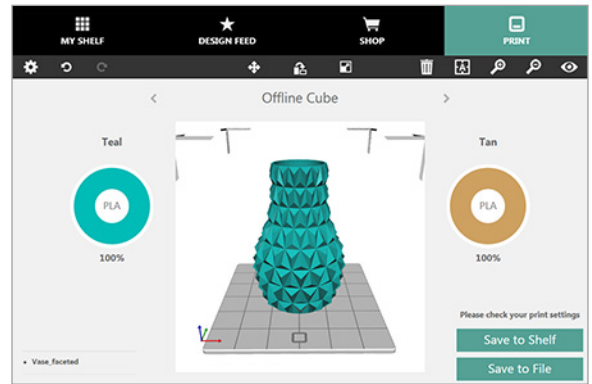 MY SHELF
DESIGN FEED
SHOP
PRINT
Offline Cube
Teal
Tan
PLA
PLA
100%
100%
Please check your print settings
Save to Shelf
Save to File
Vase_faceted